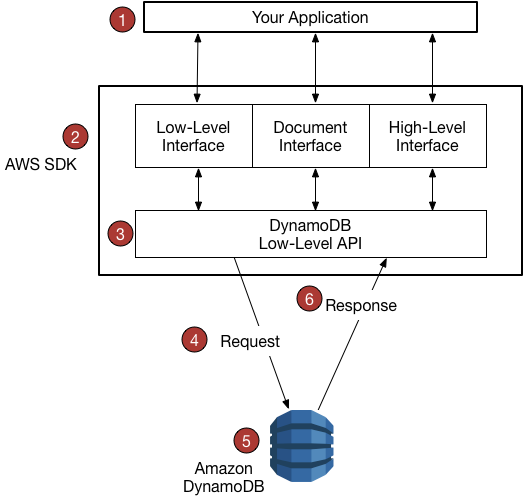 1
Your Application
2
AWS SDK
Low-Level
Interface
Document
Interface
High-Level
Interface
3
DynamoDB
Low-Level API
6
Response
4
Request
5
Amazon
DynamoDB